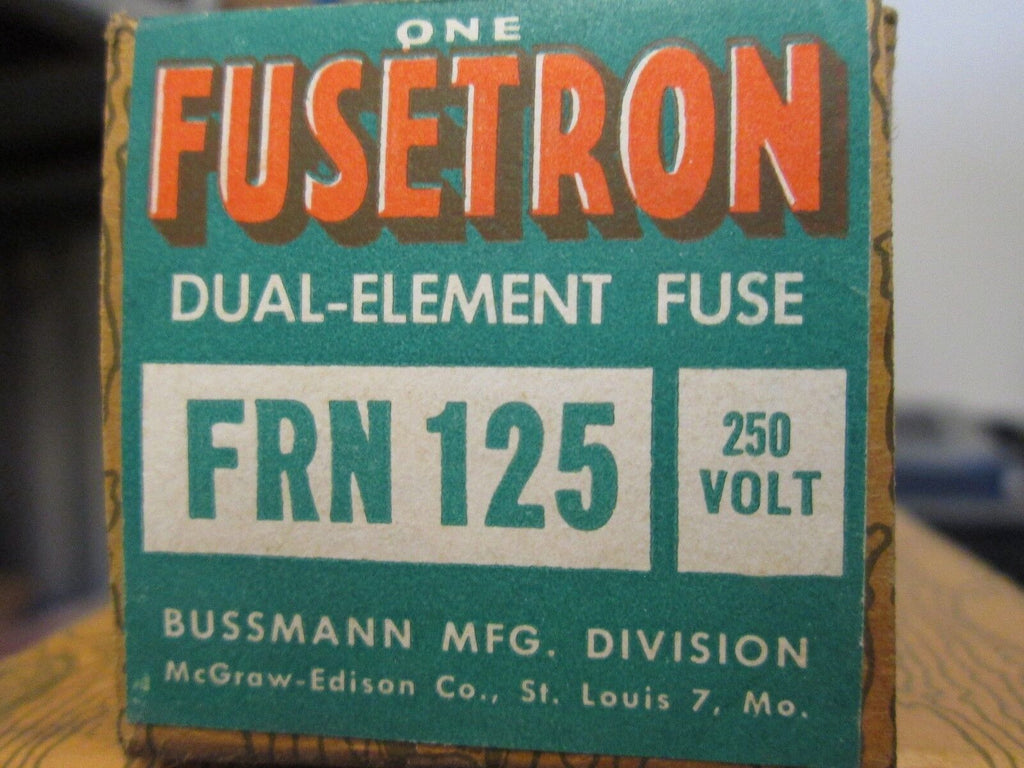 ONE
FUSETRON
DUAL-ELEMENT FUSE
FRN 125
250
VOLT
BUSSMANN MFG. DIVISION
McGraw-Edison Co., St. Louis 7, Mo.